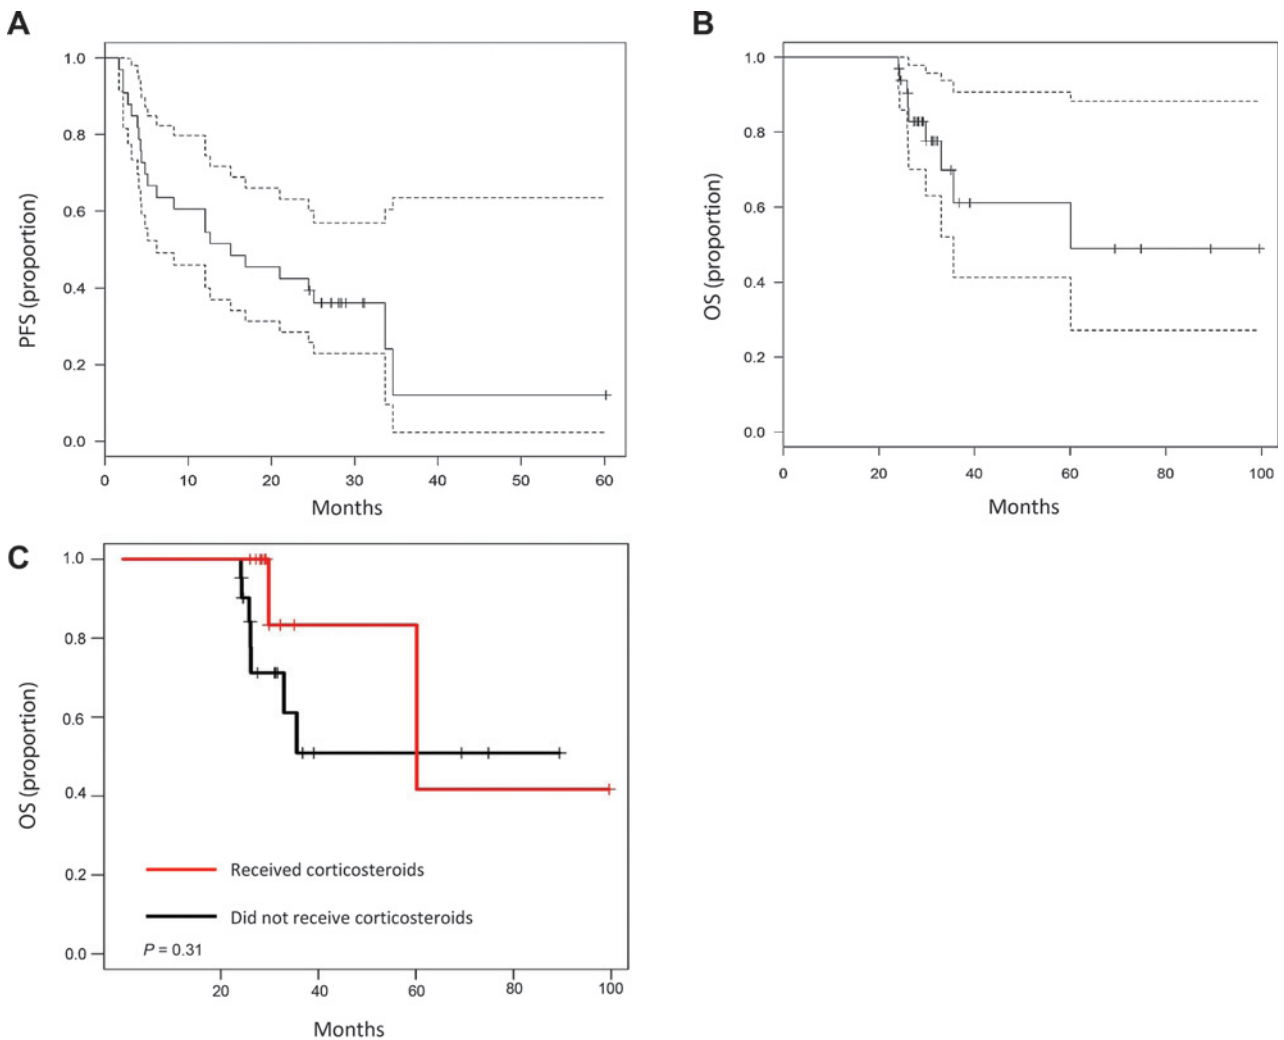 A
1.0
0.8
0.6
0.4
0.2
0.0
PFS (proportion)
0 10 20 30 40 50 60
Months
B
1.0
0.8
0.6
0.4
0.2
0.0
OS (proportion)
0 20 40 60 80 100
Months
C
1.0
0.8
0.6
0.4
0.2
0.0
OS (proportion)
Received corticosteroids
Did not receive corticosteroids
P = 0.31
20 40 60 80 100
Months